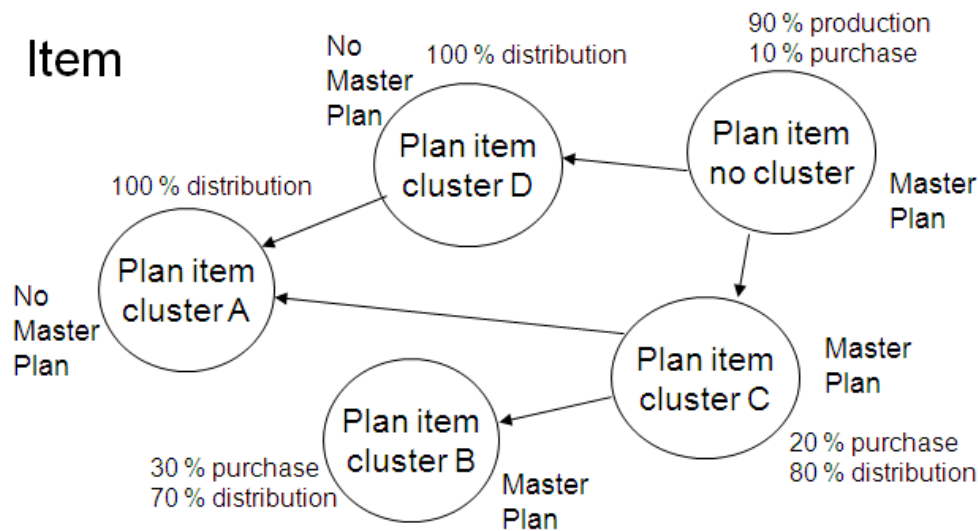 Item
No
Master
Plan
100 % distribution
90 % production
10 % purchase
Plan item
cluster D
Plan item
no cluster
Master
Plan
100 % distribution
Plan item
cluster A
No
Master
Plan
Plan item
cluster C
Master
Plan
20 % purchase
80 % distribution
Plan item
cluster B
30 % purchase
70 % distribution
Master
Plan